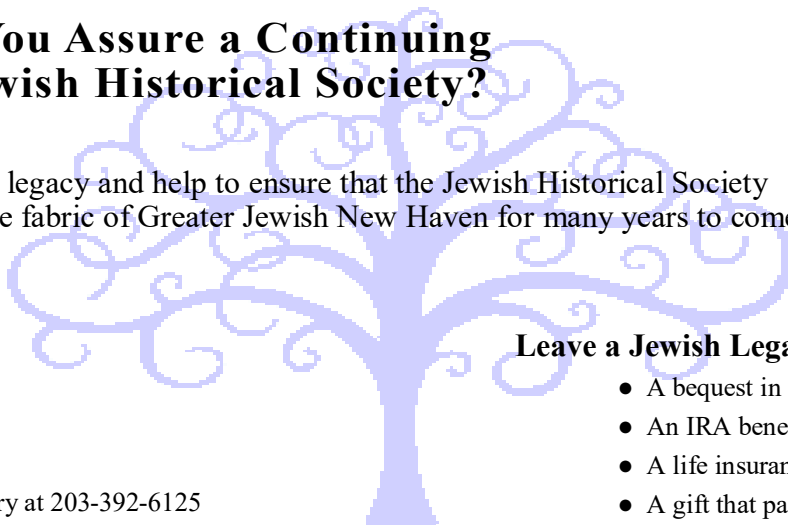 You Assure a Continuing
wish Historical Society?
legacy and help to ensure that the Jewish Historical Society
e fabric of Greater Jewish New Haven for many years to come
Leave a Jewish Lega
● A bequest in
● An IRA bene
● A life insuran
● A gift that pa
ry at 203-392-6125